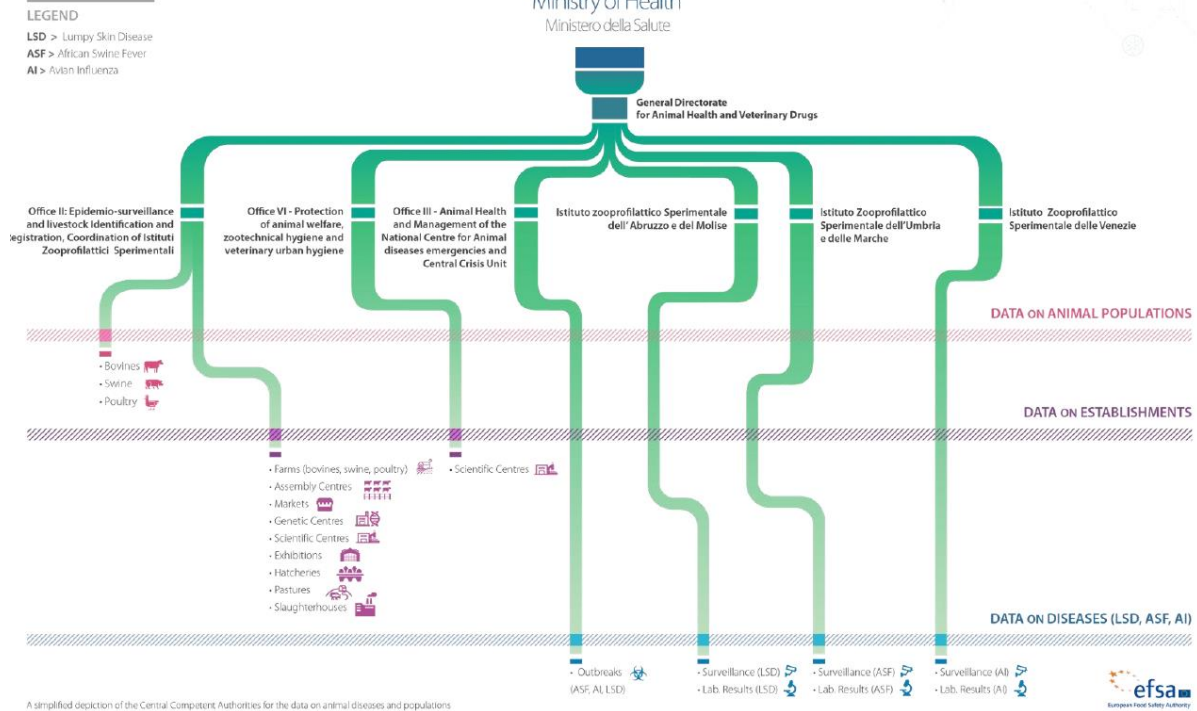 Ministry of Health
Ministero della Salute
LEGEND
LSD > Lumpy Skin Disease
ASF > African Swine Fever
AI > Avian Influenza
General Directorate
for Animal Health and Veterinary Drugs
Office II: Epidemio-surveillance
and livestock Identification and
egistration, Coordination of Istituti
Zooprofilattici Sperimentali
Office VI - Protection
of animal welfare,
zootechnical hygiene and
veterinary urban hygiene
Office III - Animal Health
and Management of the
National Centre for Animal
diseases emergencies and
Central Crisis Unit
Istituto zooprofilattico Sperimentale
dell' Abruzzo e del Molise
Istituto Zooprofilattico
Sperimentale dell'Umbria
e delle Marche
Istituto Zooprofilattico
Sperimentale delle Venezie
DATA ON ANIMAL POPULATIONS
• Bovines
• Swine
• Poultry
DATA ON ESTABLISHMENTS
• Farms (bovines, swine, poultry)
• Assembly Centres
• Markets
• Genetic Centres
• Scientific Centres
• Exhibitions
• Hatcheries
• Pastures
• Slaughterhouses
• Scientific Centres
DATA ON DISEASES (LSD, ASF, AI)
• Outbreaks
(ASF, AI, LSD)
• Surveillance (LSD)
• Lab. Results (LSD)
• Surveillance (ASF)
• Lab. Results (ASF)
• Surveillance (AI)
• Lab. Results (AI)
efsa
European Food Safety Authority
A simplified depiction of the Central Competent Authorities for the data on animal diseases and populations